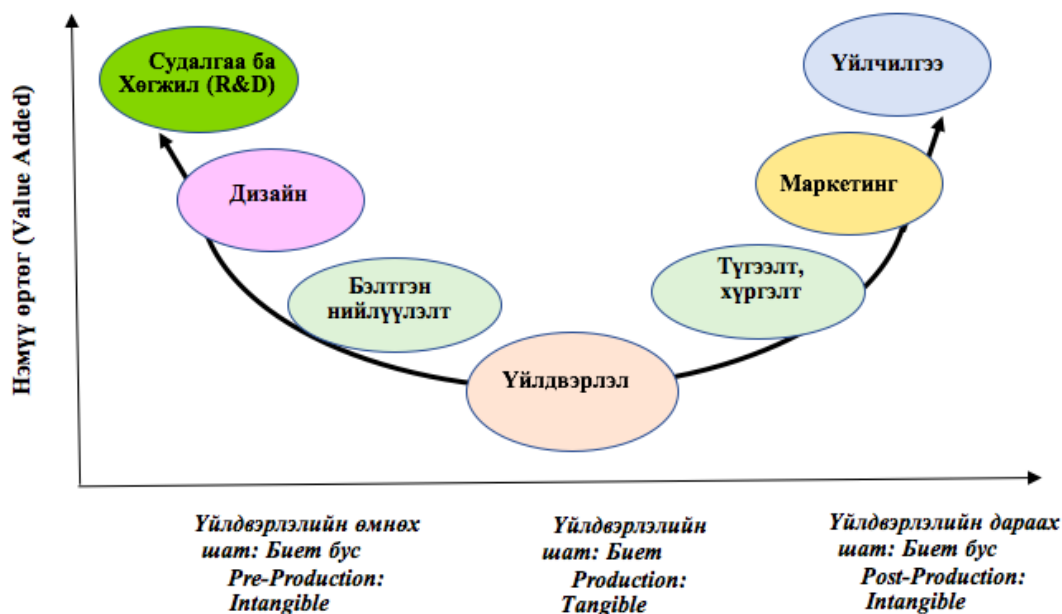 Нэмүү өртөг (Value Added)
Судалгаа ба
Хөгжил (R&D)
Дизайн
Бэлтгэн
нийлүүлэлт
Үйлдвэрлэл
Түгээлт,
хүргэлт
Маркетинг
Үйлчилгээ
Үйлдвэрлэлийн өмнөх
шат: Биет бус
Pre-Production:
Intangible
Үйлдвэрлэлийн
шат: Биет
Production:
Tangible
Үйлдвэрлэлийн дараах
шат: Биет бус
Post-Production:
Intangible